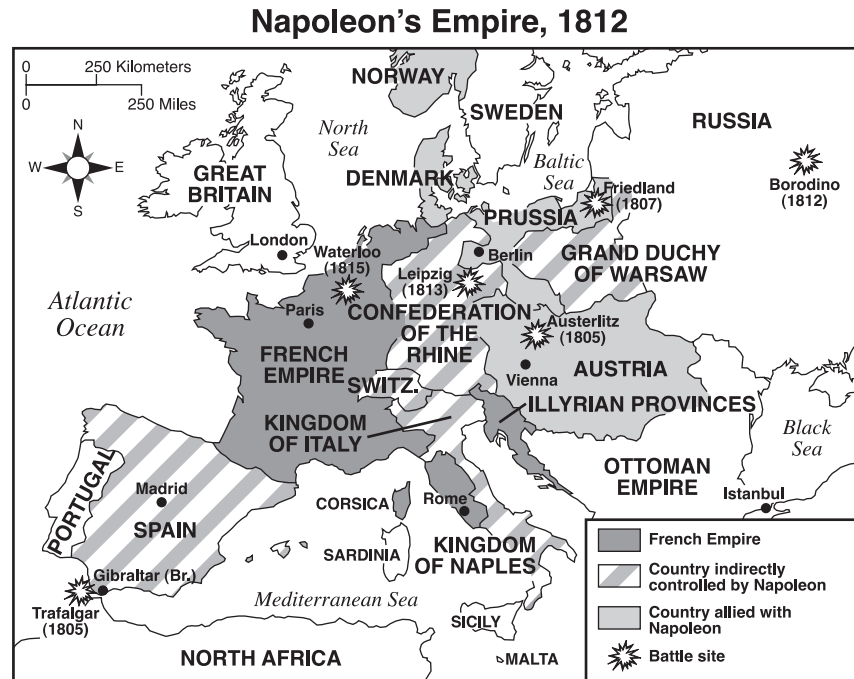 Napoleon's Empire, 1812
0 250 Kilometers
0 250 Miles
N
W E
S
NORWAY
SWEDEN
RUSSIA
North
Sea
Baltic
Sea
GREAT
BRITAIN
DENMARK
Friedland
(1807)
Borodino
(1812)
PRUSSIA
London
Waterloo
(1815)
Berlin
Leipzig
(1813)
GRAND DUCHY
OF WARSAW
Atlantic
Ocean
Paris
CONFEDERATION
OF THE
RHINE
Austerlitz
(1805)
FRENCH
EMPIRE
SWITZ.
Vienna
AUSTRIA
KINGDOM
OF ITALY
ILLYRIAN PROVINCES
Black
Sea
PORTUGAL
Madrid
SPAIN
CORSICA
Rome
OTTOMAN
EMPIRE
Istanbul
SARDINIA
KINGDOM
OF NAPLES
Gibraltar (Br.)
Trafalgar
(1805)
Mediterranean Sea
SICILY
NORTH AFRICA
MALTA
French Empire
Country indirectly
controlled by Napoleon
Country allied with
Napoleon
Battle site